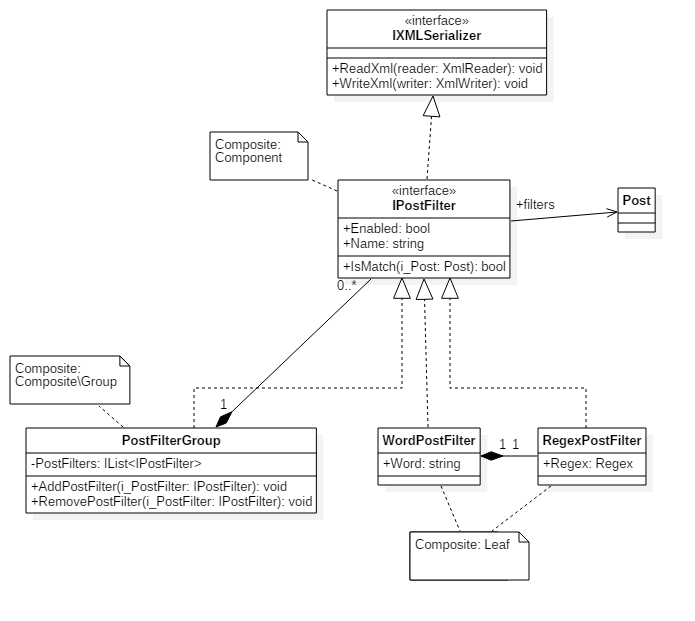 «interface»
IXMLSerializer
+ReadXml(reader: XmlReader): void
+WriteXml(writer: XmlWriter): void
Composite:
Component
«interface»
IPostFilter
+Enabled: bool
+Name: string
+IsMatch(i_Post: Post): bool
+filters
Post
0..*
Composite:
Composite\Group
1
PostFilterGroup
-PostFilters: IList<IPostFilter>
+AddPostFilter(i_PostFilter: IPostFilter): void
+RemovePostFilter(i_PostFilter: IPostFilter): void
WordPostFilter
+Word: string
1 1
RegexPostFilter
+Regex: Regex
Composite: Leaf